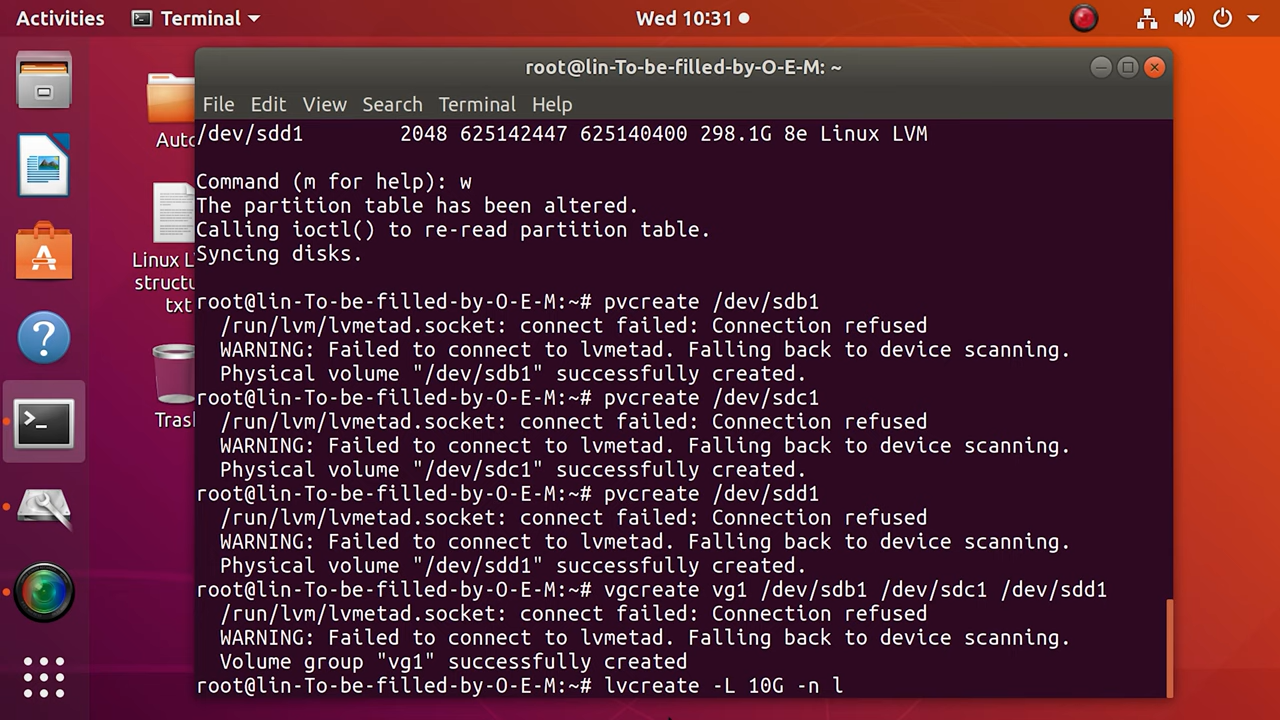 Activities Terminal Wed 10:31
root@lin-To-be-filled-by-O-E-M: ~
File Edit View Search Terminal Help
/dev/sdd1 2048 625142447 625140400 298.1G 8e Linux LVM
Command (m for help): w
The partition table has been altered.
Calling ioctl() to re-read partition table.
Syncing disks.
root@lin-To-be-filled-by-O-E-M:~# pvcreate /dev/sdb1
/run/lvm/lvmetad.socket: connect failed: Connection refused
WARNING: Failed to connect to lvmetad. Falling back to device scanning.
Physical volume "/dev/sdb1" successfully created.
root@lin-To-be-filled-by-O-E-M:~# pvcreate /dev/sdc1
/run/lvm/lvmetad.socket: connect failed: Connection refused
WARNING: Failed to connect to lvmetad. Falling back to device scanning.
Physical volume "/dev/sdc1" successfully created.
root@lin-To-be-filled-by-O-E-M:~# pvcreate /dev/sdd1
/run/lvm/lvmetad.socket: connect failed: Connection refused
WARNING: Failed to connect to lvmetad. Falling back to device scanning.
Physical volume "/dev/sdd1" successfully created.
root@lin-To-be-filled-by-O-E-M:~# vgcreate vg1 /dev/sdb1 /dev/sdc1 /dev/sdd1
/run/lvm/lvmetad.socket: connect failed: Connection refused
WARNING: Failed to connect to lvmetad. Falling back to device scanning.
Volume group "vg1" successfully created
root@lin-To-be-filled-by-O-E-M:~# lvcreate -L 10G -n l
Auto
Linux L
structu
txt
Tras